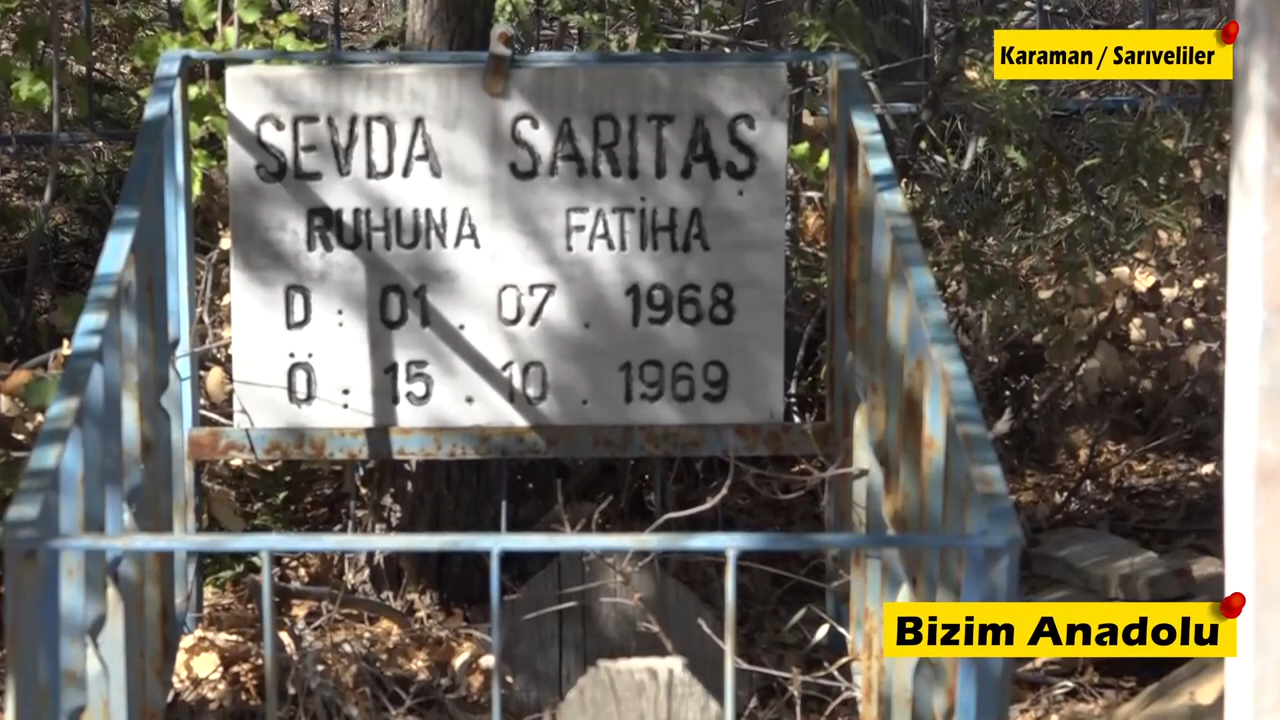 Karaman / Sarıveliler
SEVDA SARITAŞ
RUHUNA FATİHA
D : 01 . 07 . 1968
Ö : 15 . 10 . 1969
Bizim Anadolu